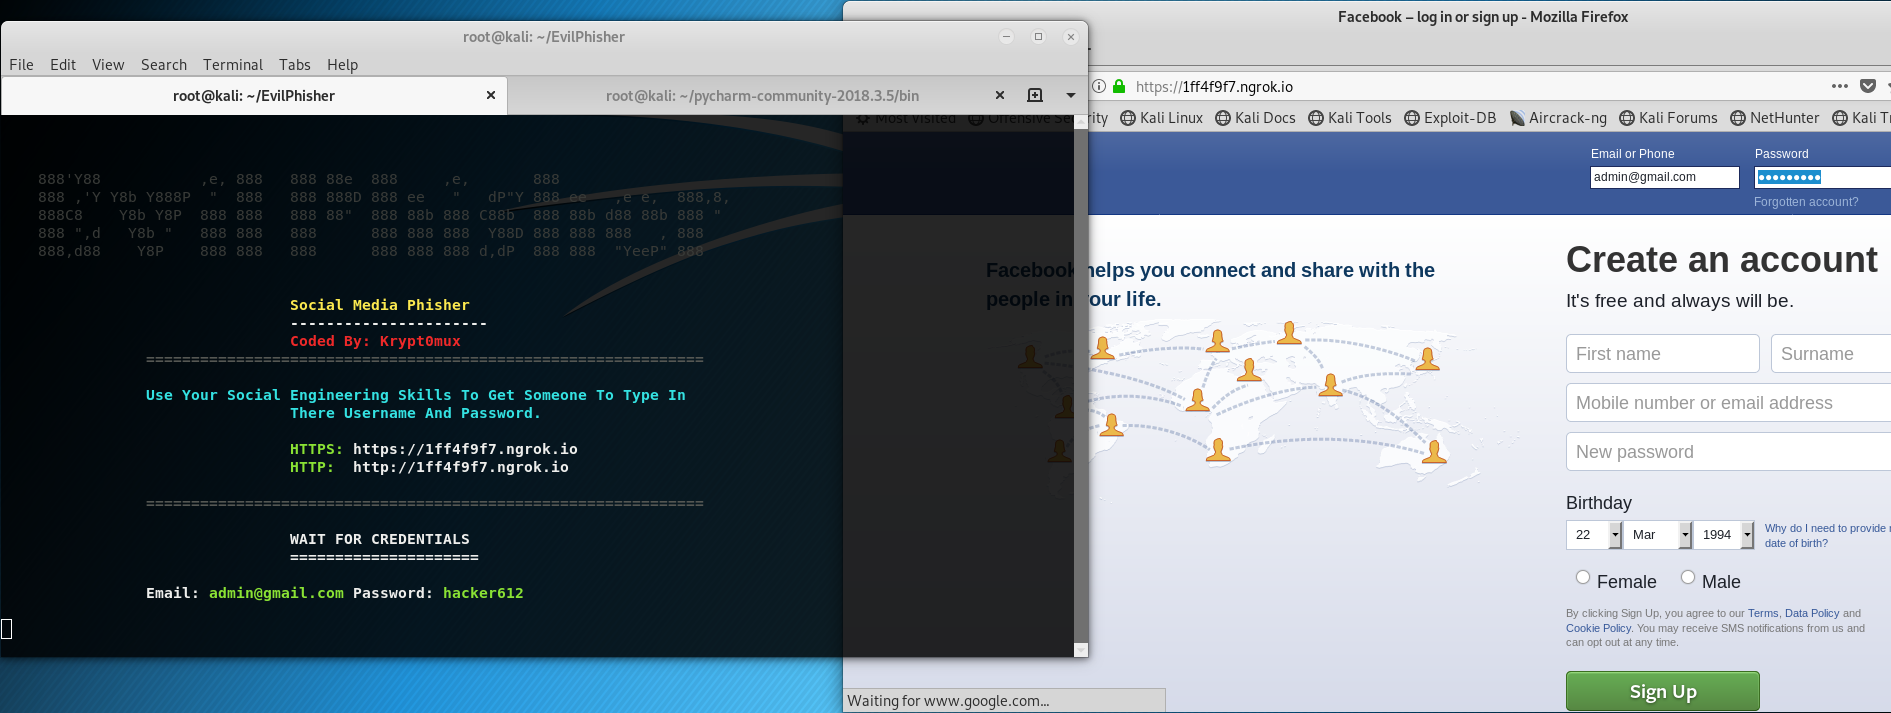 root@kali: ~/EvilPhisher
File Edit View Search Terminal Tabs Help
root@kali: ~/EvilPhisher
root@kali: ~/pycharm-community-2018.3.5/bin
888'Y88 ,e, 888 888 88e 888 ,e, 888
888 ,'Y Y8b Y888P " 888 888 888D 888 ee " dP"Y 888 ee ,e e, 888,8,
888C8 Y8b Y8P 888 888 888 88" 888 88b 888 C88b 888 88b d88 88b 888 "
888 ",d Y8b " 888 888 888 888 888 888 Y88D 888 888 888 , 888
888,d88 Y8P 888 888 888 888 888 888 d,dP 888 888 "YeeP" 888
Social Media Phisher
----------------------
Coded By: Krypt0mux
==============================================================
Use Your Social Engineering Skills To Get Someone To Type In
There Username And Password.
HTTPS: https://1ff4f9f7.ngrok.io
HTTP: http://1ff4f9f7.ngrok.io
==============================================================
WAIT FOR CREDENTIALS
=====================
Email: admin@gmail.com Password: hacker612
Facebook – log in or sign up - Mozilla Firefox
https://1ff4f9f7.ngrok.io
Most Visited Offensive Security Kali Linux Kali Docs Kali Tools Exploit-DB Aircrack-ng Kali Forums NetHunter Kali Tr
Email or Phone Password
admin@gmail.com •••••••••
Forgotten account?
Facebook helps you connect and share with the
people in your life.
Create an account
It's free and always will be.
First name Surname
Mobile number or email address
New password
Birthday
22 Mar 1994
Why do I need to provide
date of birth?
Female Male
By clicking Sign Up, you agree to our Terms, Data Policy and
Cookie Policy. You may receive SMS notifications from us and
can opt out at any time.
Sign Up
Waiting for www.google.com...